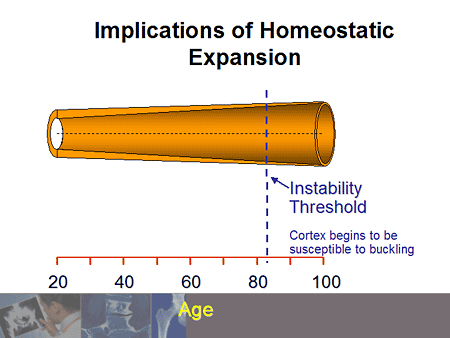 Implications of Homeostatic
Expansion
Instability
Threshold
Cortex begins to be
susceptible to buckling
20 40 60 80 100
Age